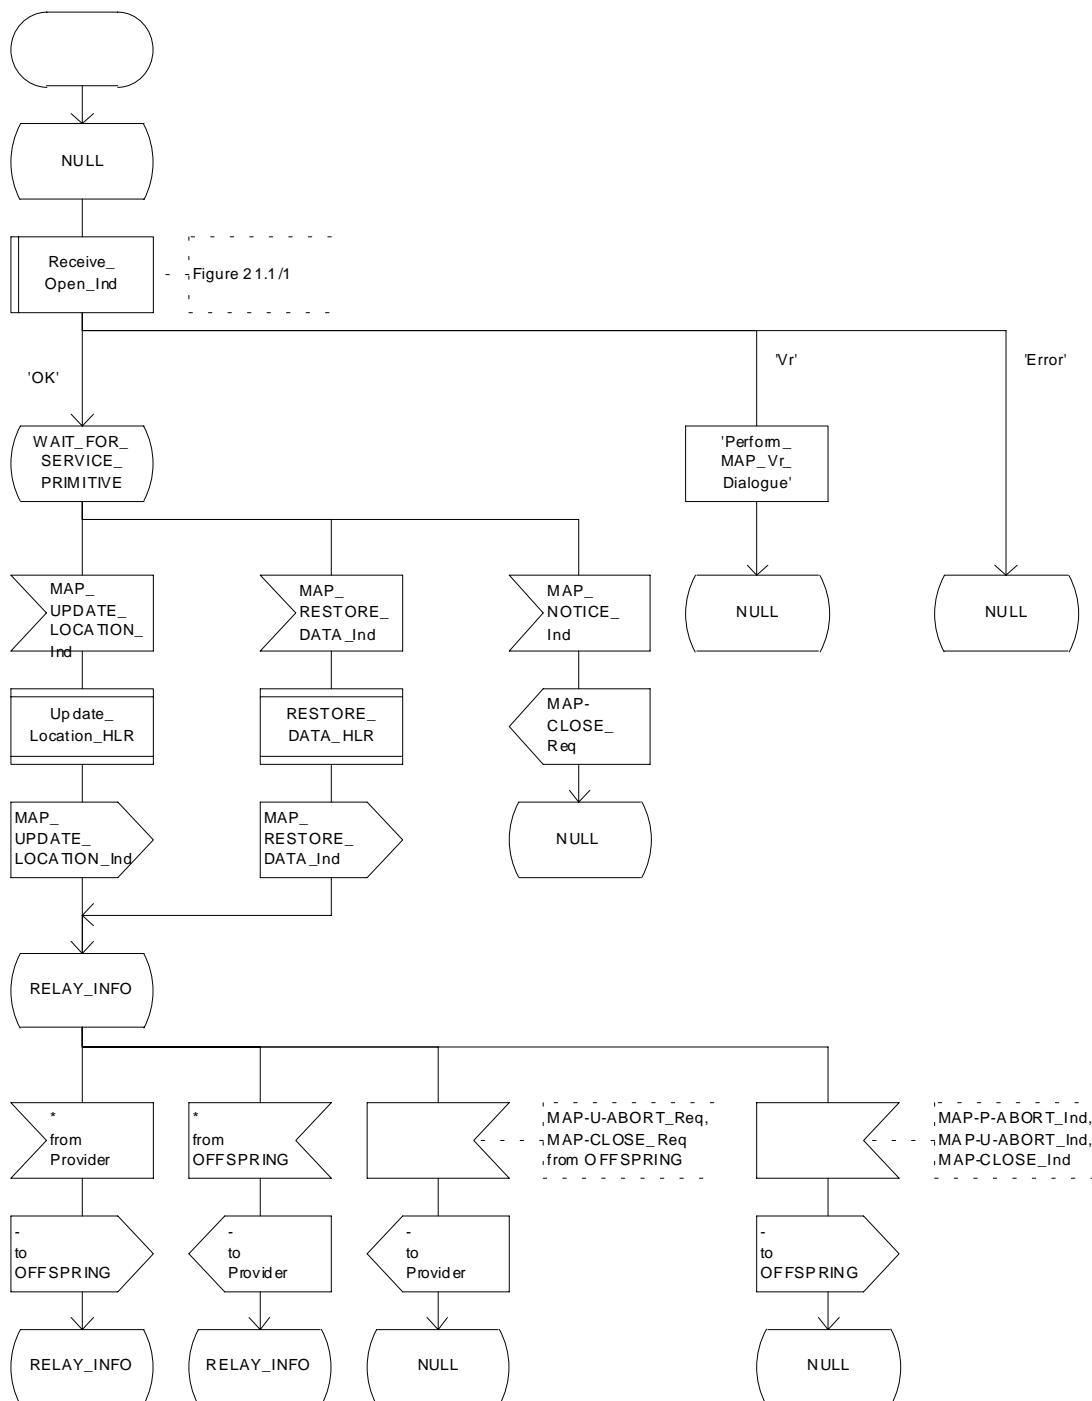 NULL
Receive_
Open_Ind
Figure 21.1/1
'OK'
'Vr'
'Error'
WAIT_FOR_
SERVICE_
PRIMITIVE
'Perform_
MAP_Vr_
Dialogue'
MAP_
UPDATE_
LOCATION_
Ind
MAP_
RESTORE_
DATA_Ind
MAP_
NOTICE_
Ind
NULL
NULL
Update_
Location_HLR
RESTORE_
DATA_HLR
MAP-
CLOSE_
Req
MAP_
UPDATE_
LOCATION_Ind
MAP_
RESTORE_
DATA_Ind
NULL
RELAY_INFO
*
from
Provider
*
from
OFFSPRING
MAP-U-ABORT_Req,
MAP-CLOSE_Req
from OFFSPRING
MAP-P-ABORT_Ind,
MAP-U-ABORT_Ind,
MAP-CLOSE_Ind
-
to
OFFSPRING
-
to
Provider
-
to
Provider
-
to
OFFSPRING
RELAY_INFO
RELAY_INFO
NULL
NULL